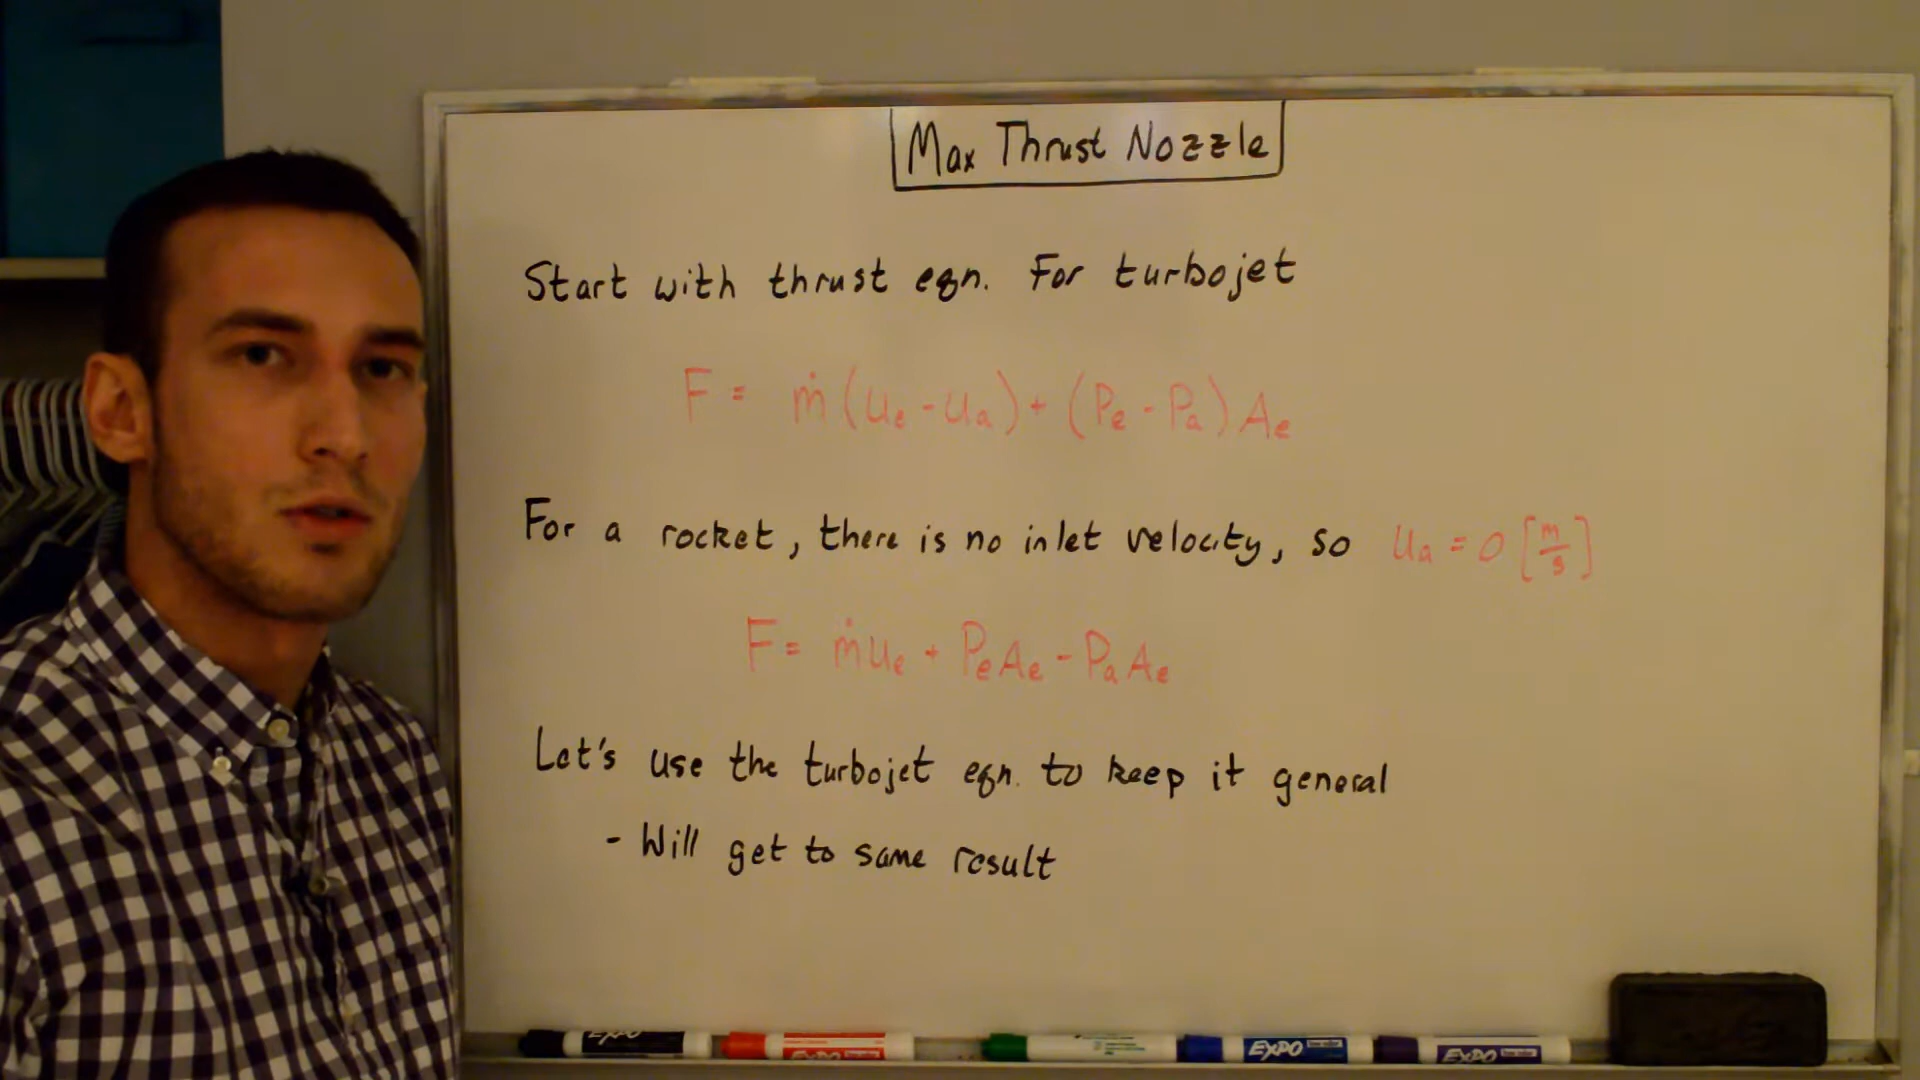 Max Thrust Nozzle
Start with thrust eqn. For turbojet
F = ṁ(ue - ua) + (Pe - Pa)Ae
For a rocket, there is no inlet velocity, so ua = 0 [m/s]
F = ṁue + PeAe - PaAe
Let's use the turbojet eqn. to keep it general
- Will get to same result
EXPO EXPO EXPO EXPO